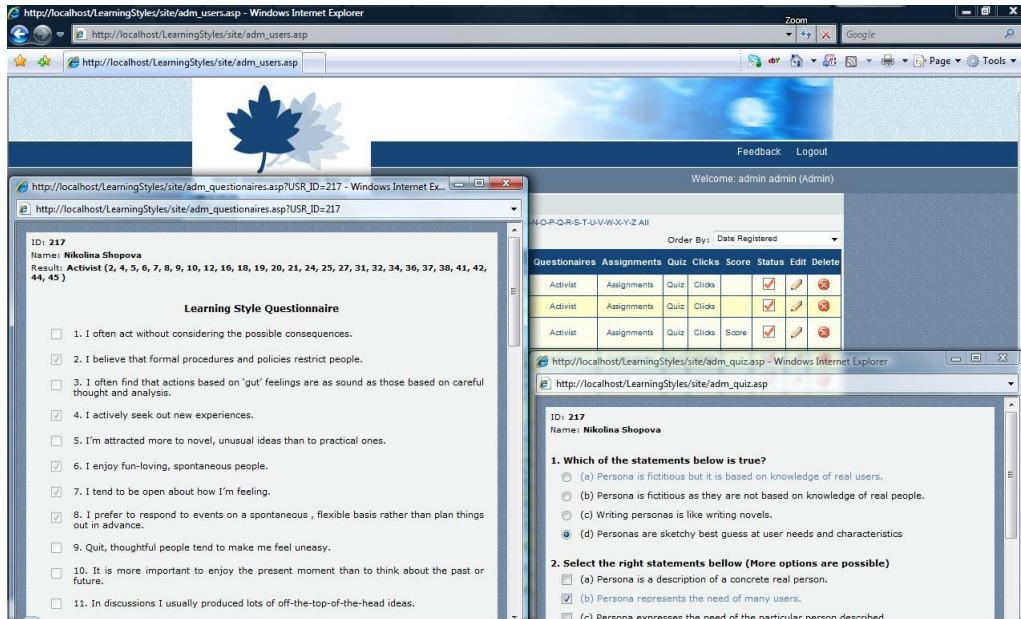 http://localhost/LearningStyles/site/adm_users.asp - Windows Internet Explorer
Zoom
http://localhost/LearningStyles/site/adm_users.asp
Google
http://localhost/LearningStyles/site/adm_users.asp
ebY
Page
Tools
Feedback Logout
Welcome: admin admin (Admin)
-N-O-P-Q-R-S-T-U-V-W-X-Y-Z All
Order By: Date Registered
Questionaires Assignments Quiz Clicks Score Status Edit Delete
Activist Assignments Quiz Clicks
Activist Assignments Quiz Clicks
Activist Assignments Quiz Clicks Score
http://localhost/LearningStyles/site/adm_questionaires.asp?USR_ID=217 - Windows Internet Ex...
http://localhost/LearningStyles/site/adm_questionaires.asp?USR_ID=217
ID: 217
Name: Nikolina Shopova
Result: Activist (2, 4, 5, 6, 7, 8, 9, 10, 12, 16, 18, 19, 20, 21, 24, 25, 27, 31, 32, 34, 36, 37, 38, 41, 42,
44, 45 )
Learning Style Questionnaire
1. I often act without considering the possible consequences.
2. I believe that formal procedures and policies restrict people.
3. I often find that actions based on `gut' feelings are as sound as those based on careful
thought and analysis.
4. I actively seek out new experiences.
5. I'm attracted more to novel, unusual ideas than to practical ones.
6. I enjoy fun-loving, spontaneous people.
7. I tend to be open about how I'm feeling.
8. I prefer to respond to events on a spontaneous , flexible basis rather than plan things
out in advance.
9. Quit, thoughtful people tend to make me feel uneasy.
10. It is more important to enjoy the present moment than to think about the past or
future.
11. In discussions I usually produced lots of off-the-top-of-the-head ideas.
http://localhost/LearningStyles/site/adm_quiz.asp - Windows Internet Explorer
http://localhost/LearningStyles/site/adm_quiz.asp
ID: 217
Name: Nikolina Shopova
1. Which of the statements below is true?
(a) Persona is fictitious but it is based on knowledge of real users.
(b) Persona is fictitious as they are not based on knowledge of real people.
(c) Writing personas is like writing novels.
(d) Personas are sketchy best guess at user needs and characteristics
2. Select the right statements bellow (More options are possible)
(a) Persona is a description of a concrete real person.
(b) Persona represents the need of many users.
(c) Persona expresses the need of the particular person described.